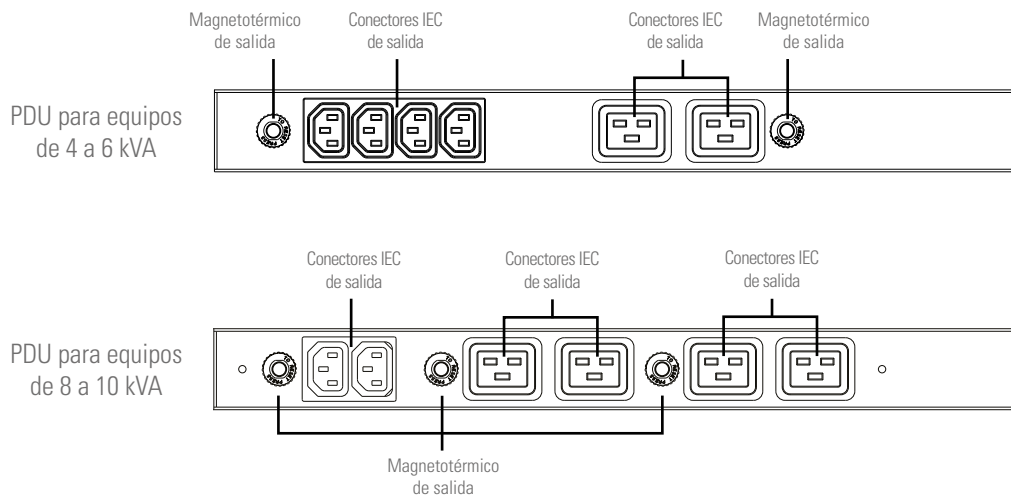 Magnetotérmico
de salida
Conectores IEC
de salida
Conectores IEC
de salida
Magnetotérmico
de salida
PDU para equipos
de 4 a 6 kVA
Conectores IEC
de salida
Conectores IEC
de salida
Conectores IEC
de salida
PDU para equipos
de 8 a 10 kVA
Magnetotérmico
de salida